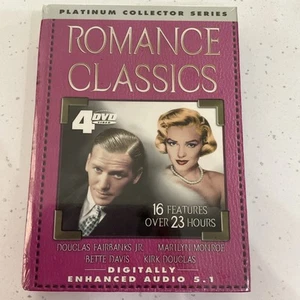 PLATINUM COLLECTOR SERIES
ROMANCE
CLASSICS
4 DVD
VIDEO
16 FEATURES
OVER 23 HOURS
DOUGLAS FAIRBANKS JR. MARILYN MONROE
BETTE DAVIS KIRK DOUGLAS
DIGITALLY
ENHANCED AUDIO 5.1